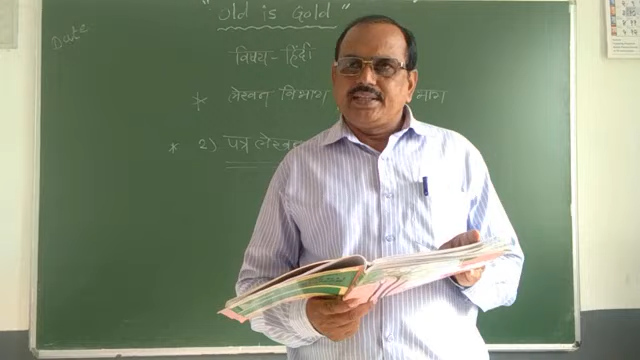 "Old is Gold"
Date
विषय - हिंदी
* लेखन विभाग
* 2) पत्र लेखन